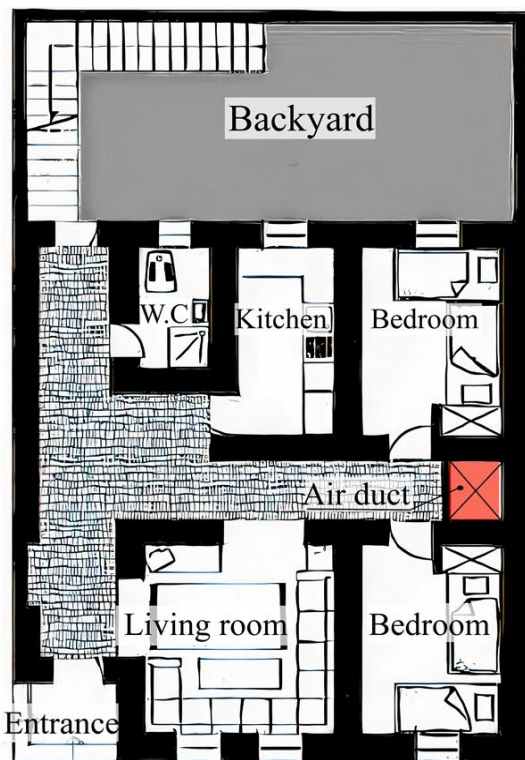 Backyard
W.C
Kitchen
Bedroom
Air duct
Living room
Bedroom
Entrance